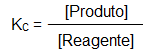 Kc = [Produto]
[Reagente]